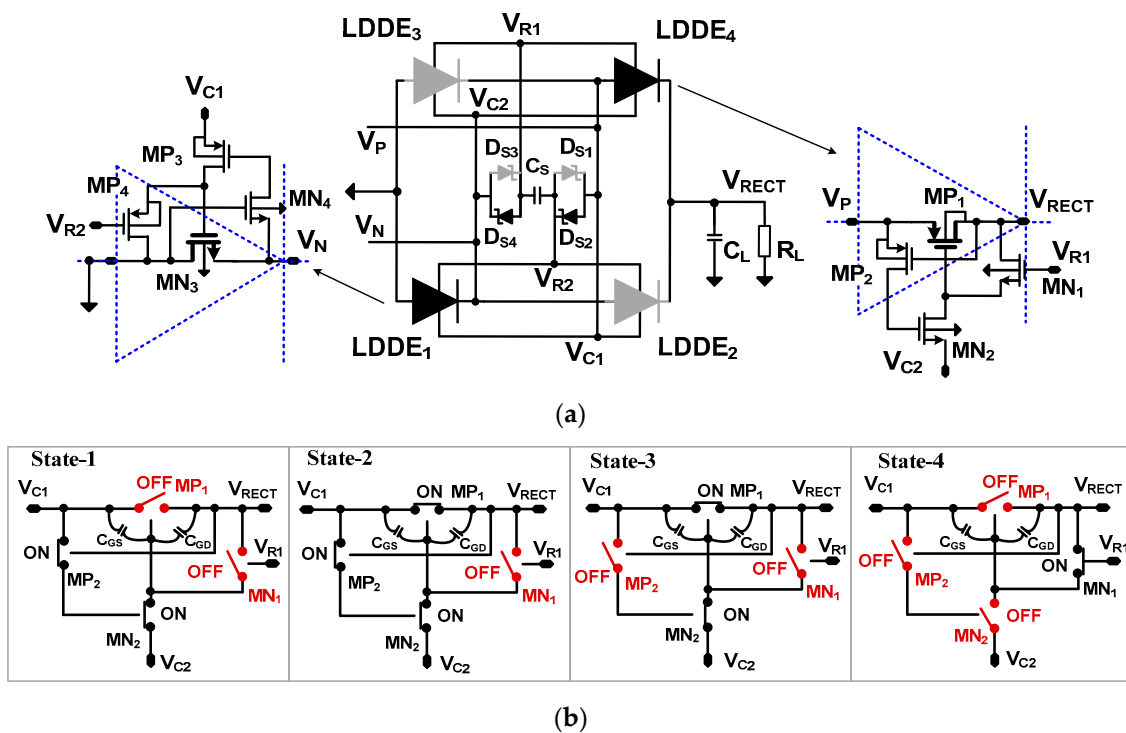 LDDE3 VR1 LDDE4
VC1 VC2
MP3 VP DS3 CS DS1
MP4 MN4 VRECT VP MP1 VRECT
VR2 VN VN DS4 DS2 CL RL MP2 VR1
MN3 VR2 MN1
LDDE1 VC1 LDDE2 VC2 MN2
(a)
State-1
VC1 OFF MP1 VRECT
CGS CGD
ON VR1
MP2 OFF
MN1
ON
MN2
VC2
State-2
VC1 ON MP1 VRECT
CGS CGD
ON VR1
MP2 OFF
MN1
ON
MN2
VC2
State-3
VC1 ON MP1 VRECT
CGS CGD
VR1
OFF MP2 OFF
MN1
ON
MN2
VC2
State-4
VC1 OFF MP1 VRECT
CGS CGD
VR1
OFF MP2 ON
MN1
OFF
MN2
VC2
(b)